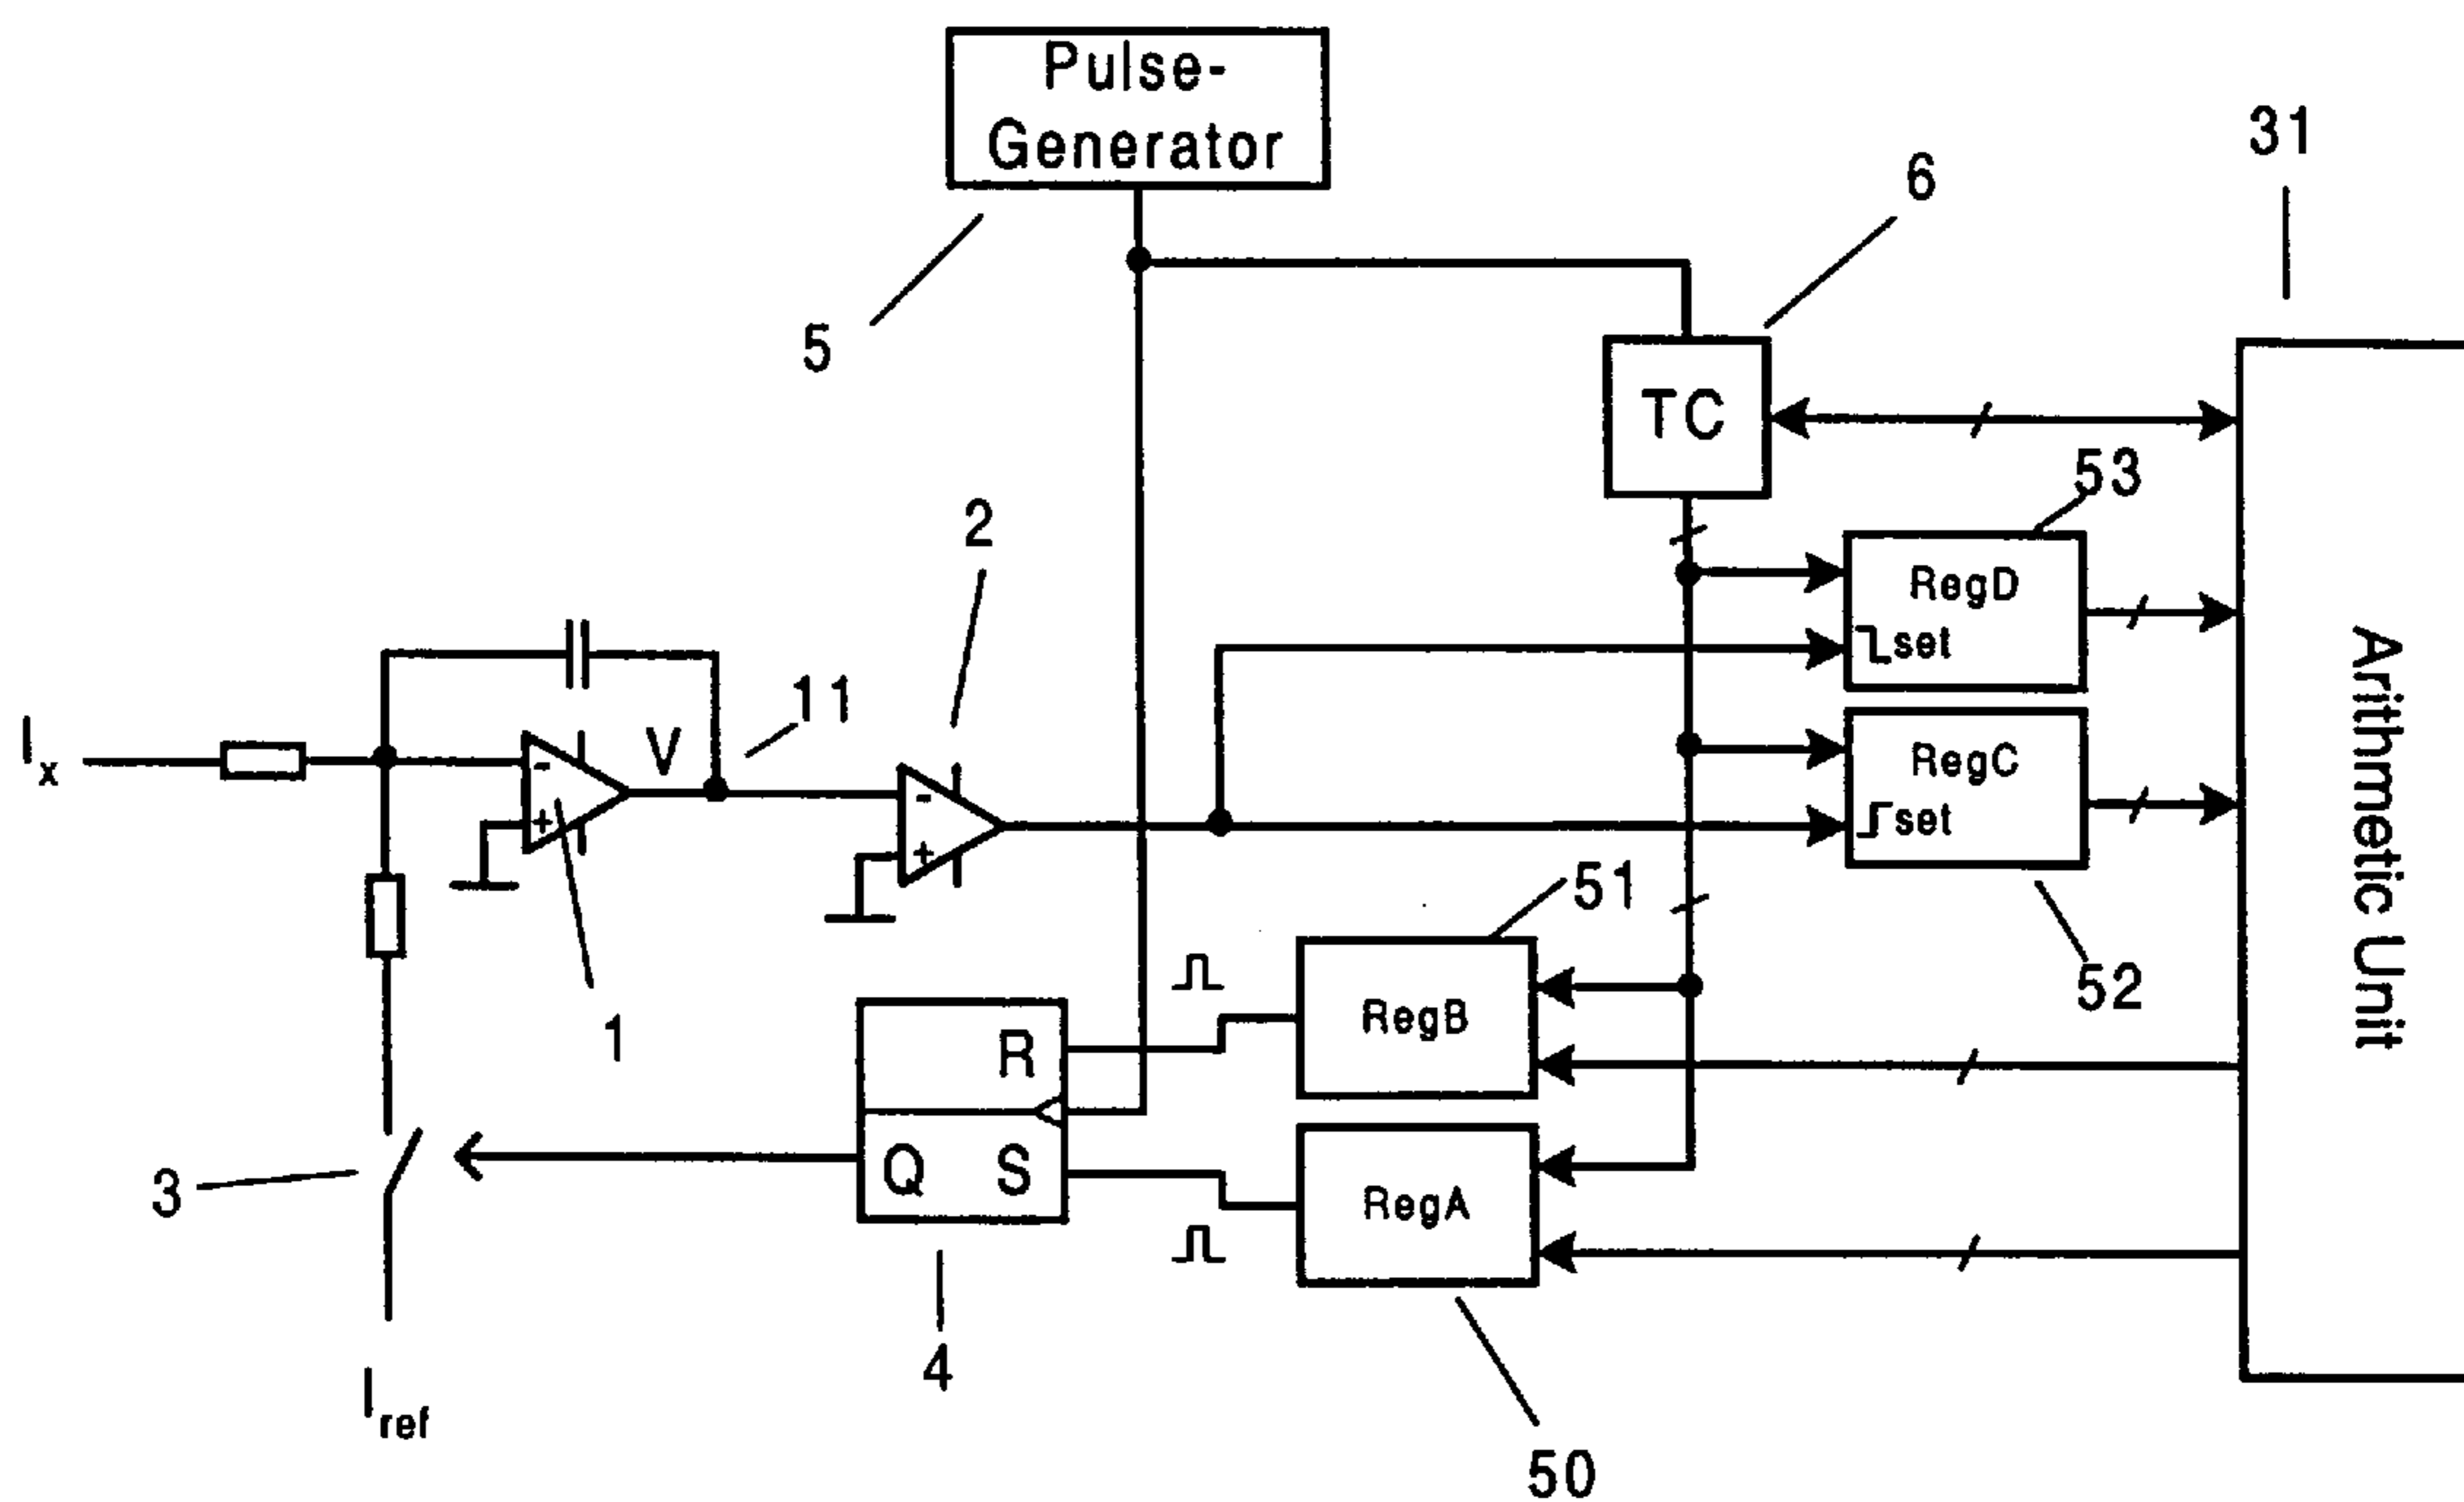 Pulse-
Generator
31
6
5
TC
53
2
RegD
set
11
V
Ix
-
+
-
+
RegC
set
51
52
Arithmetic Unit
1
RegB
R
Q
S
RegA
3
4
Iref
50